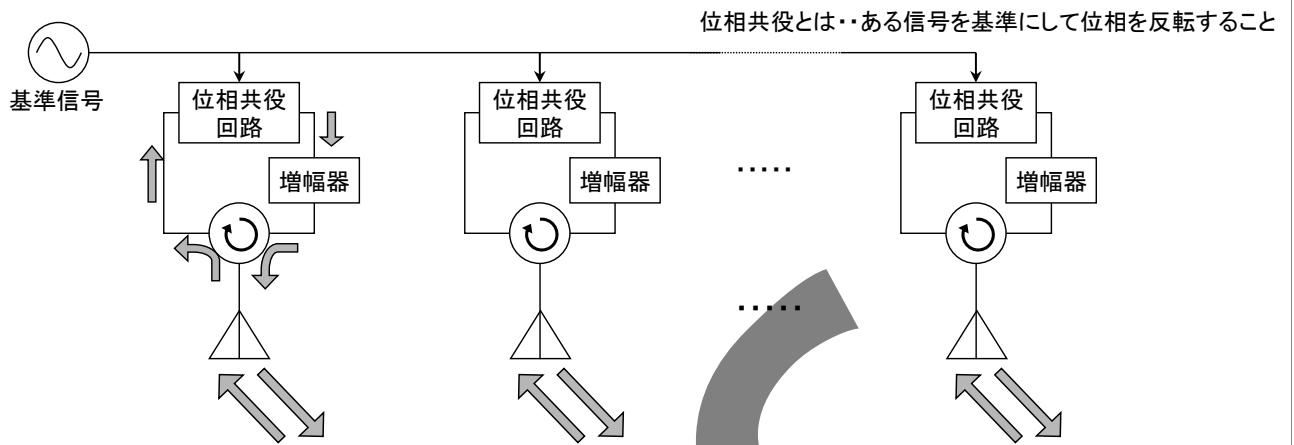 位相共役とは‥ある信号を基準にして位相を反転すること
基準信号
位相共役
回路
位相共役
回路
位相共役
回路
増幅器
増幅器
増幅器
‥‥‥
‥‥‥